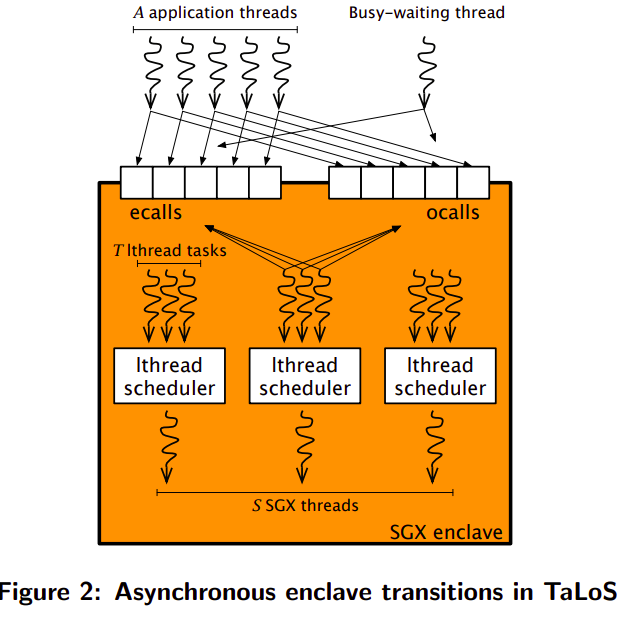 A application threads
Busy-waiting thread
ecalls
ocalls
T lthread tasks
lthread
scheduler
lthread
scheduler
lthread
scheduler
S SGX threads
SGX enclave
Figure 2: Asynchronous enclave transitions in TaLoS